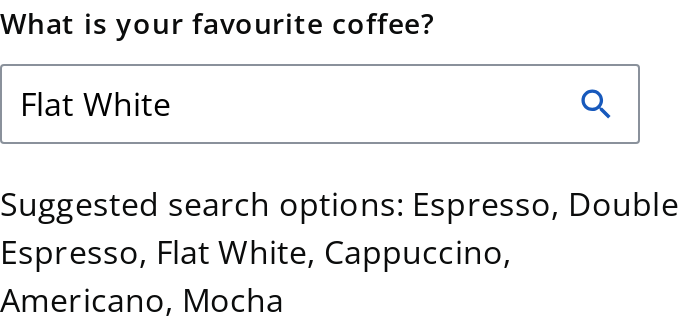 What is your favourite coffee?
Flat White
Suggested search options: Espresso, Double
Espresso, Flat White, Cappuccino,
Americano, Mocha